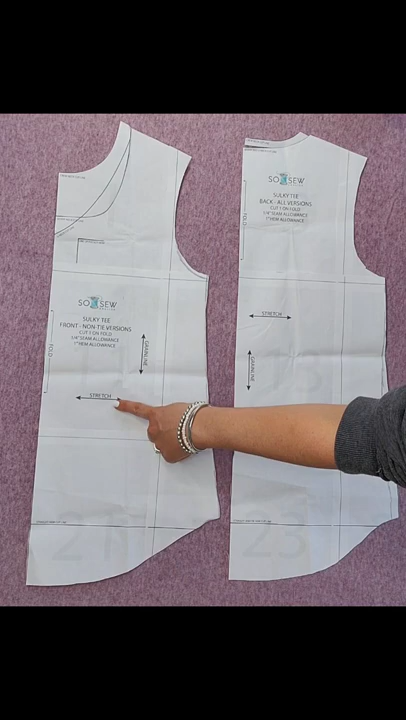 SO SEW
SULKY TEE
FRONT - NON TIE VERSIONS
CUT 1 ON FOLD
1/4" SEAM ALLOWANCE
1" HEM ALLOWANCE
FOLD
GRAINLINE
STRETCH
21
SO SEW
SULKY TEE
BACK - ALL VERSIONS
CUT 1 ON FOLD
1/4" SEAM ALLOWANCE
1" HEM ALLOWANCE
FOLD
STRETCH
GRAINLINE
23